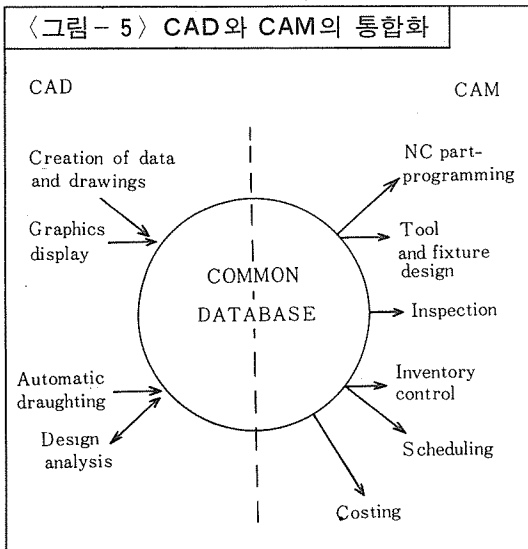 〈그림－5〉 CAD와 CAM의 통합화
CAD
CAM
Creation of data
and drawings
Graphics
display
Automatic
draughting
Design
analysis
COMMON
DATABASE
NC part-
programming
Tool
and fixture
design
Inspection
Inventory
control
Scheduling
Costing